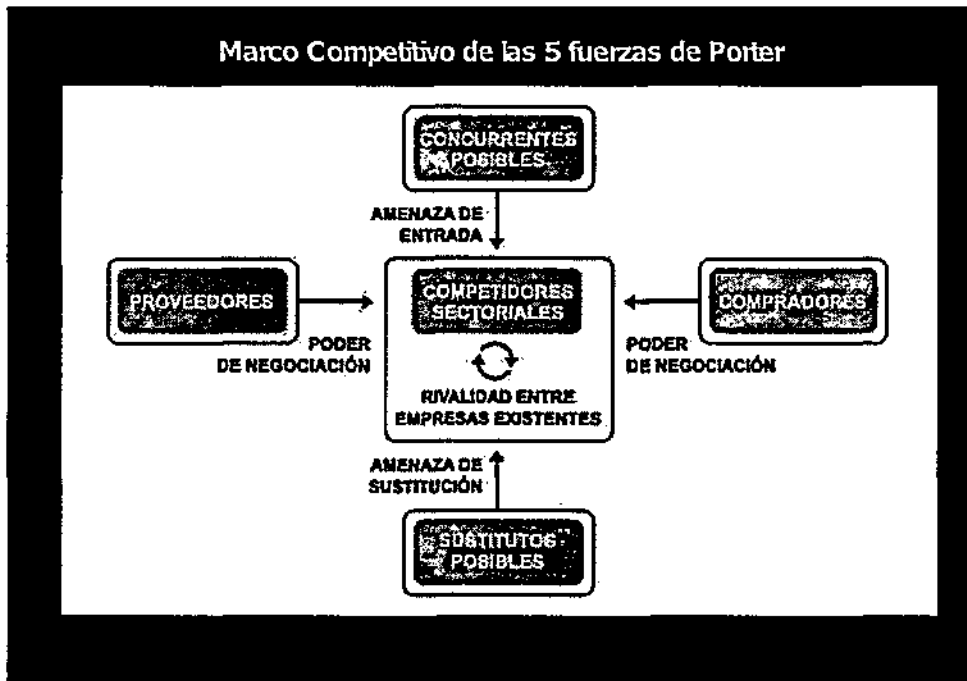 Marco Competitivo de las 5 fuerzas de Porter
CONCURRENTES
POSIBLES
AMENAZA DE
ENTRADA
PROVEEDORES
PODER
DE NEGOCIACIÓN
COMPETIDORES
SECTORIALES
RIVALIDAD ENTRE
EMPRESAS EXISTENTES
COMPRADORES
PODER
DE NEGOCIACIÓN
AMENAZA DE
SUSTITUCIÓN
SUSTITUTOS
POSIBLES